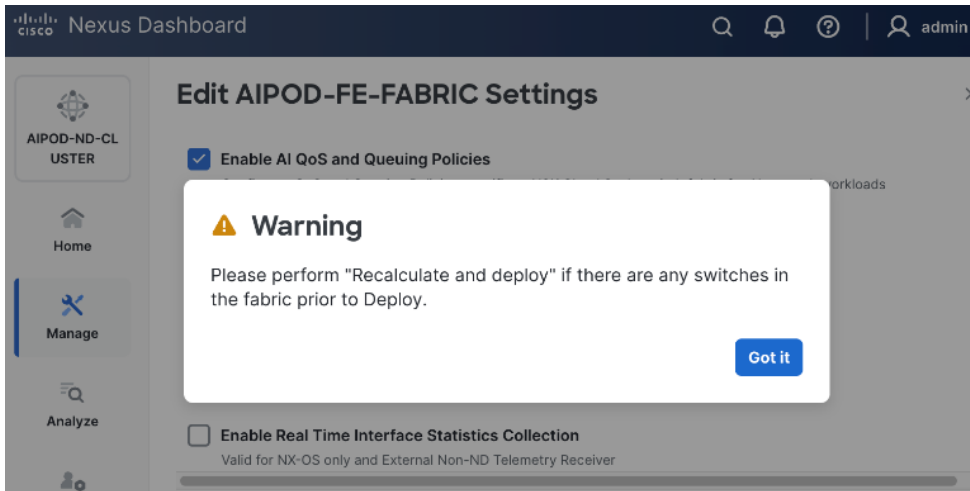 cisco Nexus Dashboard
admin
Edit AIPOD-FE-FABRIC Settings
AIPOD-ND-CL
USTER
Enable AI QoS and Queuing Policies
workloads
Warning
Please perform "Recalculate and deploy" if there are any switches in
the fabric prior to Deploy.
Got it
Home
Manage
Analyze
Enable Real Time Interface Statistics Collection
Valid for NX-OS only and External Non-ND Telemetry Receiver